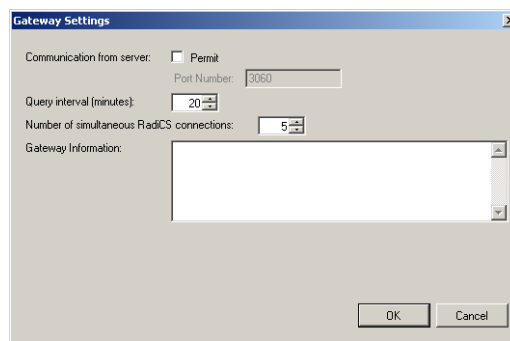 Gateway Settings
Communication from server: Permit
Port Number: 3060
Query interval (minutes): 20
Number of simultaneous RadiCS connections: 5
Gateway Information:
OK Cancel